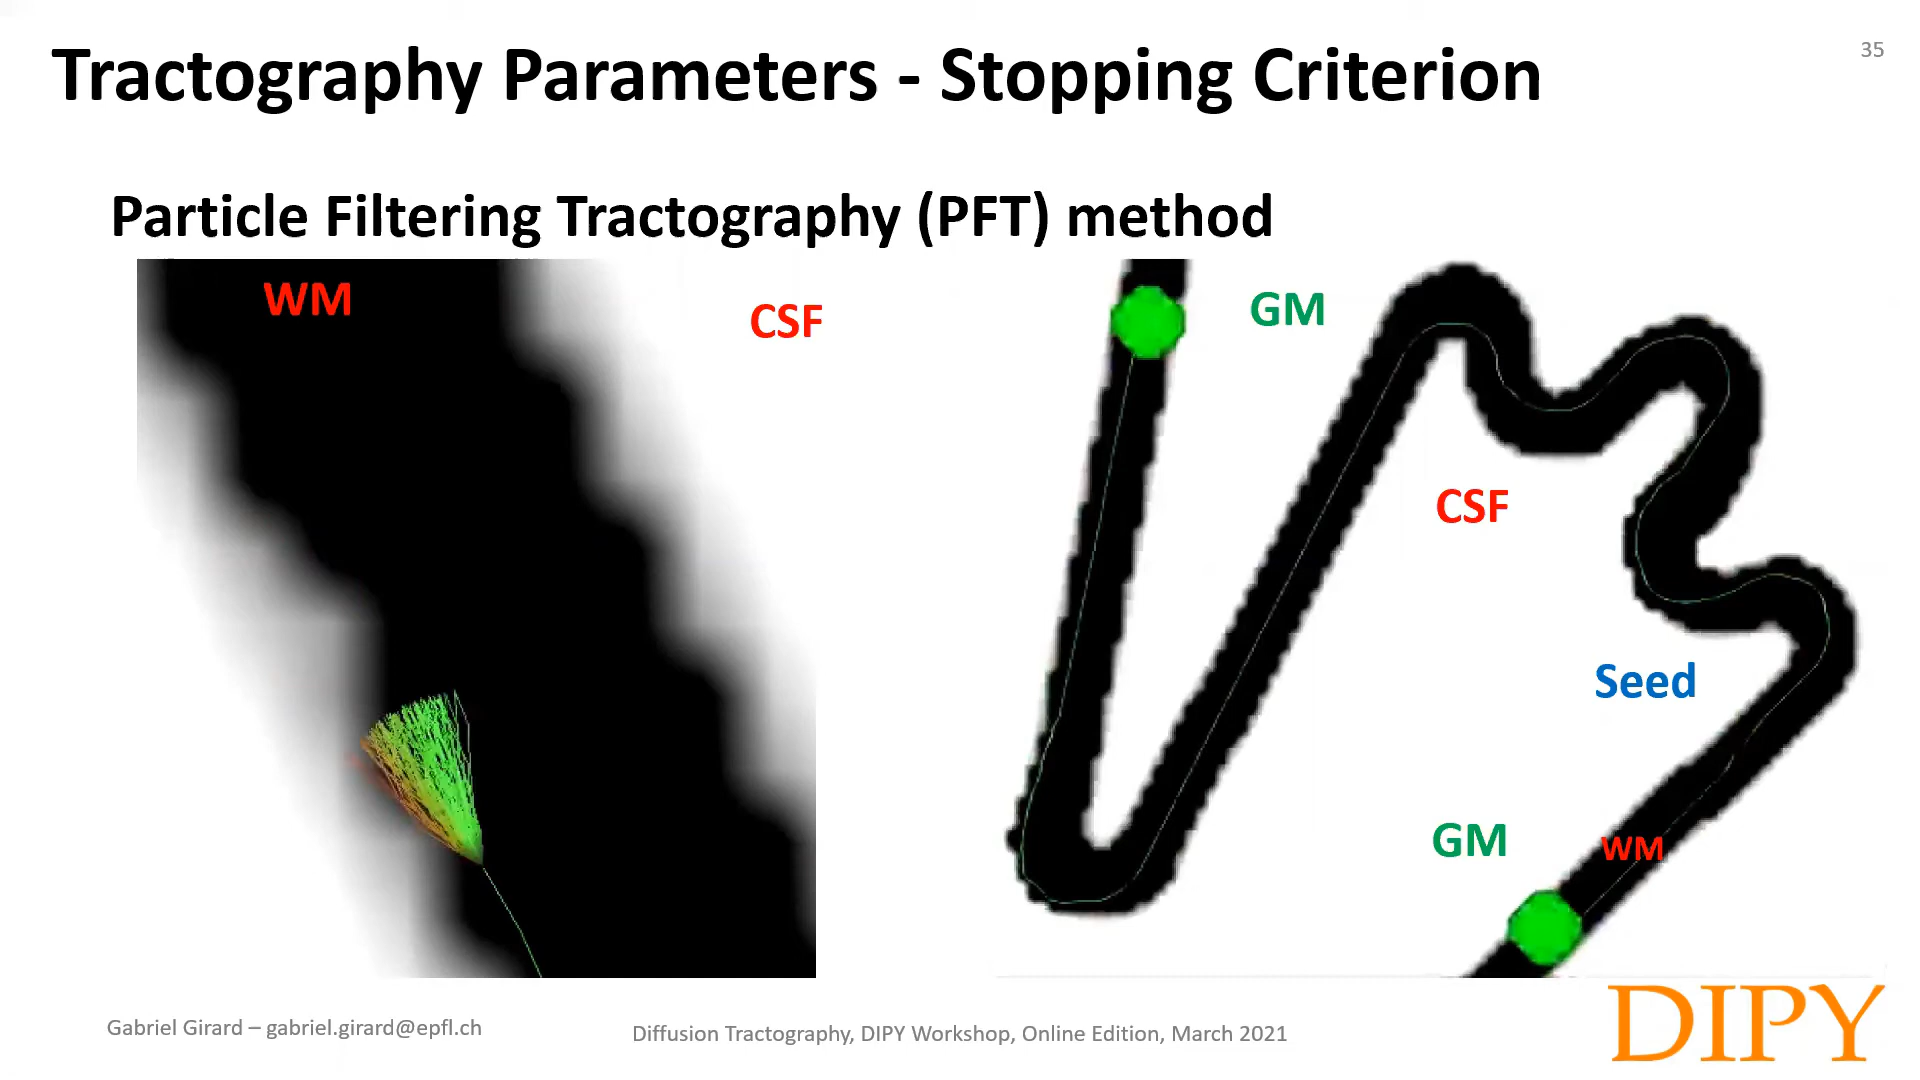 Tractography Parameters - Stopping Criterion
35
Particle Filtering Tractography (PFT) method
WM
CSF
GM
CSF
Seed
GM
WM
Gabriel Girard – gabriel.girard@epfl.ch
Diffusion Tractography, DIPY Workshop, Online Edition, March 2021
DIPY